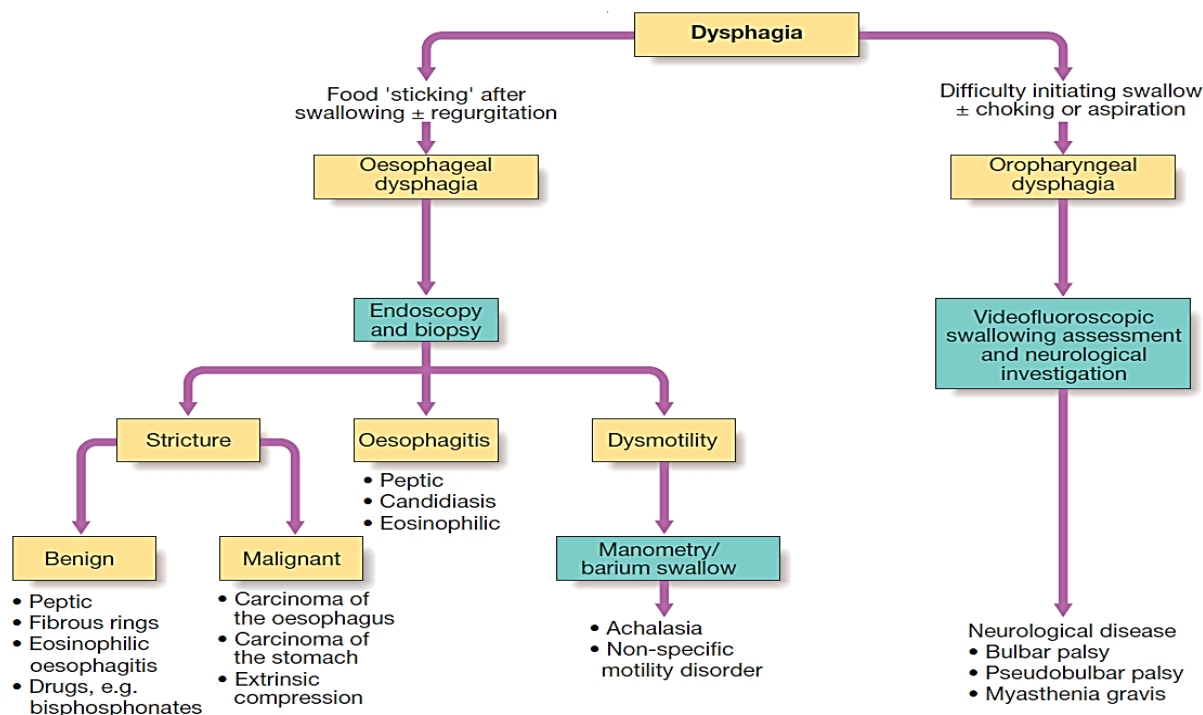 Dysphagia
Food 'sticking' after
swallowing ± regurgitation
Difficulty initiating swallow
± choking or aspiration
Oesophageal
dysphagia
Oropharyngeal
dysphagia
Endoscopy
and biopsy
Videofluoroscopic
swallowing assessment
and neurological
investigation
Stricture
Oesophagitis
• Peptic
• Candidiasis
• Eosinophilic
Dysmotility
Benign
• Peptic
• Fibrous rings
• Eosinophilic
oesophagitis
• Drugs, e.g.
bisphosphonates
Malignant
• Carcinoma of
the oesophagus
• Carcinoma of
the stomach
• Extrinsic
compression
Manometry/
barium swallow
• Achalasia
• Non-specific
motility disorder
Neurological disease
• Bulbar palsy
• Pseudobulbar palsy
• Myasthenia gravis